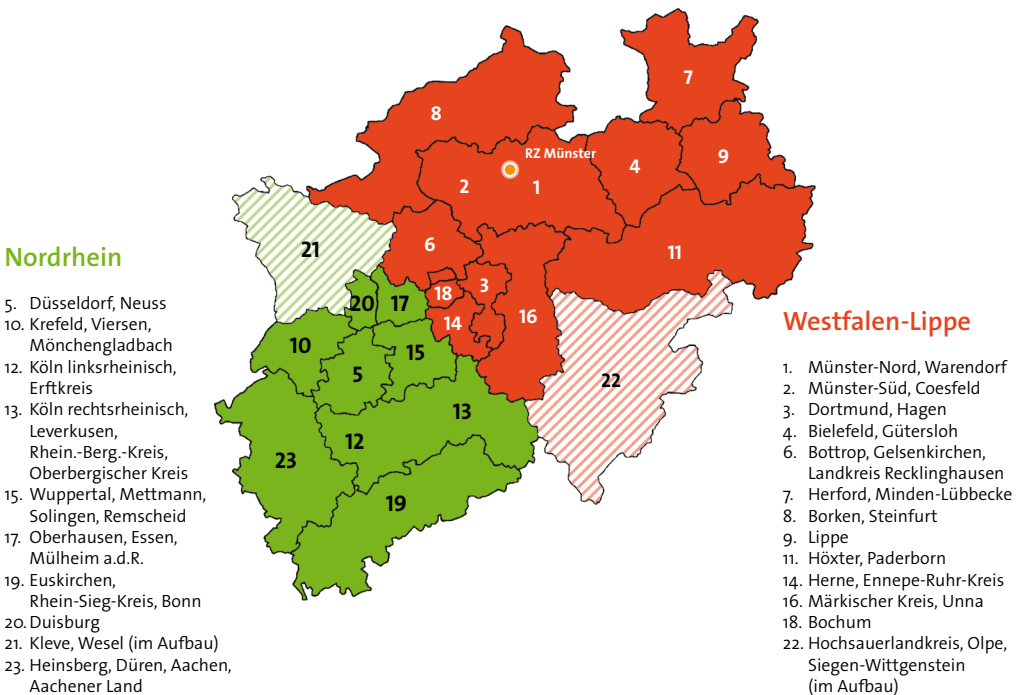 7
8
RZ Münster
9
4
2
1
6
21
11
3
18
20
17
16
14
10
15
5
22
13
12
23
19
Nordrhein
5. Düsseldorf, Neuss
10. Krefeld, Viersen,
Mönchengladbach
12. Köln linksrheinisch,
Erftkreis
13. Köln rechtsrheinisch,
Leverkusen,
Rhein.-Berg.-Kreis,
Oberbergischer Kreis
15. Wuppertal, Mettmann,
Solingen, Remscheid
17. Oberhausen, Essen,
Mülheim a.d.R.
19. Euskirchen,
Rhein-Sieg-Kreis, Bonn
20. Duisburg
21. Kleve, Wesel (im Aufbau)
23. Heinsberg, Düren, Aachen,
Aachener Land
Westfalen-Lippe
1. Münster-Nord, Warendorf
2. Münster-Süd, Coesfeld
3. Dortmund, Hagen
4. Bielefeld, Gütersloh
6. Bottrop, Gelsenkirchen,
Landkreis Recklinghausen
7. Herford, Minden-Lübbecke
8. Borken, Steinfurt
9. Lippe
11. Höxter, Paderborn
14. Herne, Ennepe-Ruhr-Kreis
16. Märkischer Kreis, Unna
18. Bochum
22. Hochsauerlandkreis, Olpe,
Siegen-Wittgenstein
(im Aufbau)